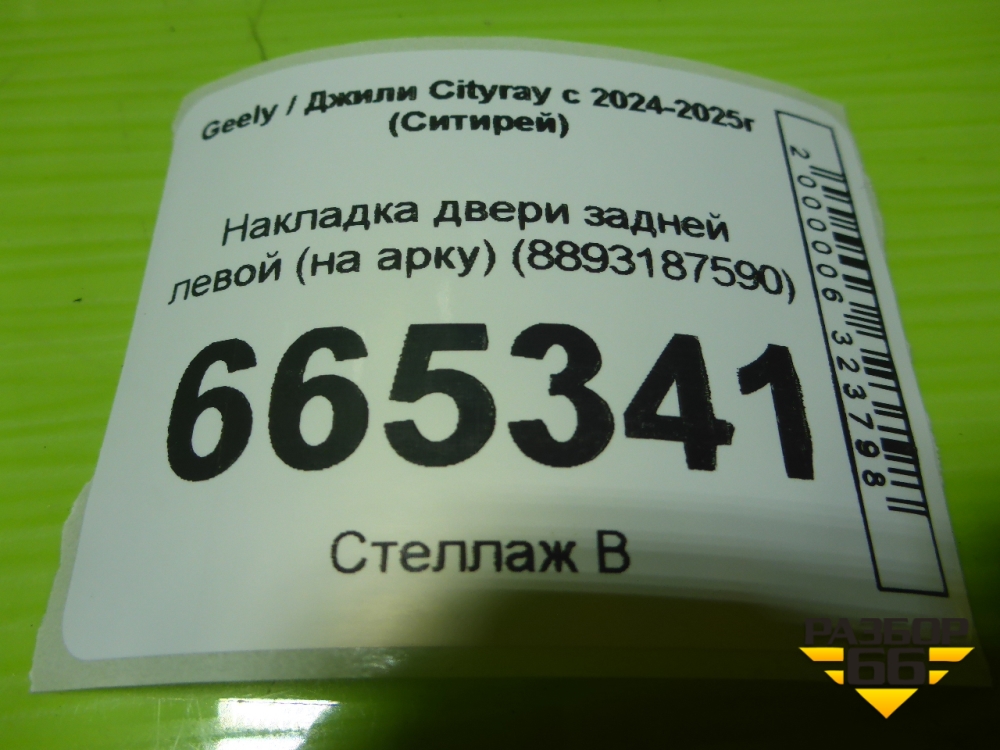 Geely / Джили Cityray с 2024-2025г
(Ситирей)
Накладка двери задней
левой (на арку) (8893187590)
665341
Стеллаж В
2000006323798
РАЗБОР
66